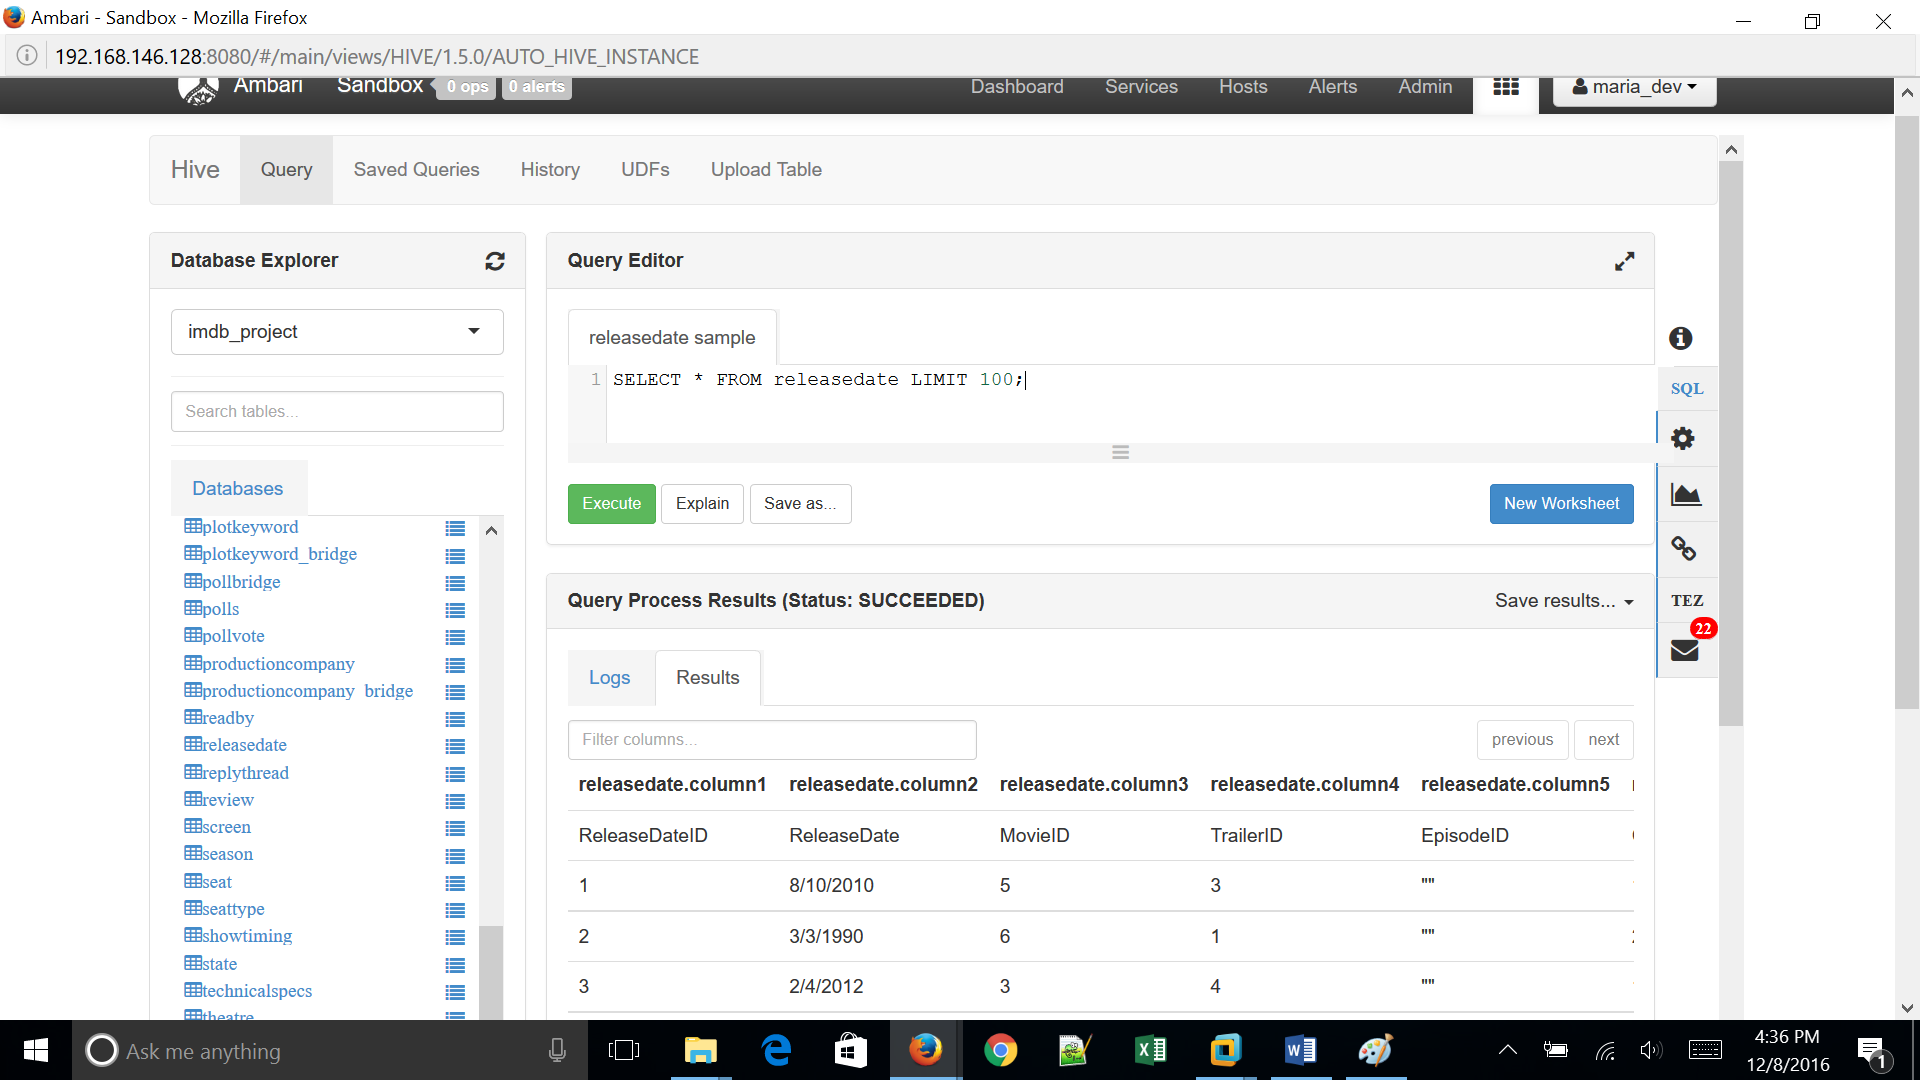 Ambari - Sandbox - Mozilla Firefox
192.168.146.128:8080/#/main/views/HIVE/1.5.0/AUTO_HIVE_INSTANCE
Ambari Sandbox 0 ops 0 alerts Dashboard Services Hosts Alerts Admin maria_dev
Hive Query Saved Queries History UDFs Upload Table
Database Explorer
imdb_project
Search tables...
Databases
plotkeyword
plotkeyword_bridge
pollbridge
polls
pollvote
productioncompany
productioncompany_bridge
readby
releasedate
replythread
review
screen
season
seat
seattype
showtiming
state
technicalspecs
theatre
Query Editor
releasedate sample
1 SELECT * FROM releasedate LIMIT 100;
Execute Explain Save as... New Worksheet
SQL
TEZ
22
Query Process Results (Status: SUCCEEDED) Save results...
Logs Results
Filter columns... previous next
releasedate.column1 releasedate.column2 releasedate.column3 releasedate.column4 releasedate.column5
ReleaseDateID ReleaseDate MovieID TrailerID EpisodeID
1 8/10/2010 5 3 ""
2 3/3/1990 6 1 ""
3 2/4/2012 3 4 ""
Ask me anything
4:36 PM
12/8/2016
1